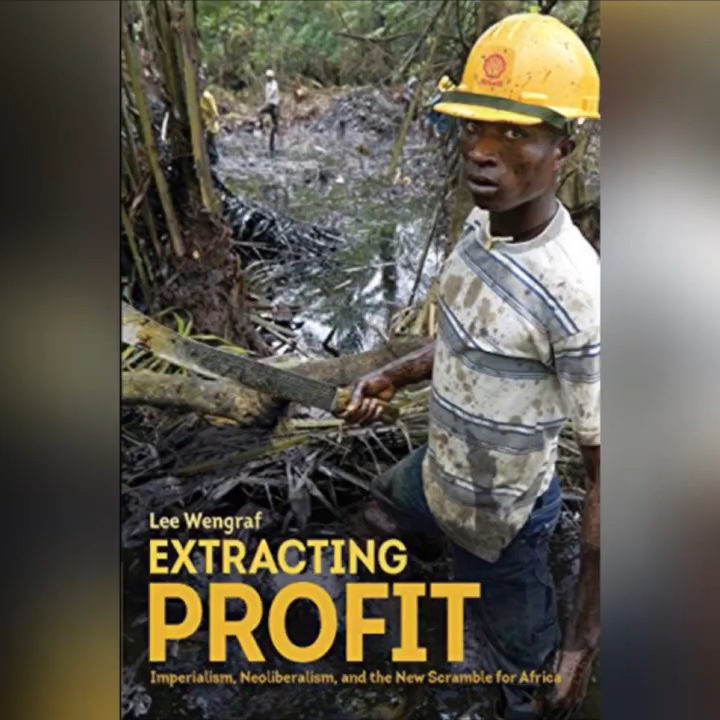 Lee Wengraf
EXTRACTING
PROFIT
Imperialism, Neoliberalism, and the New Scramble for Africa